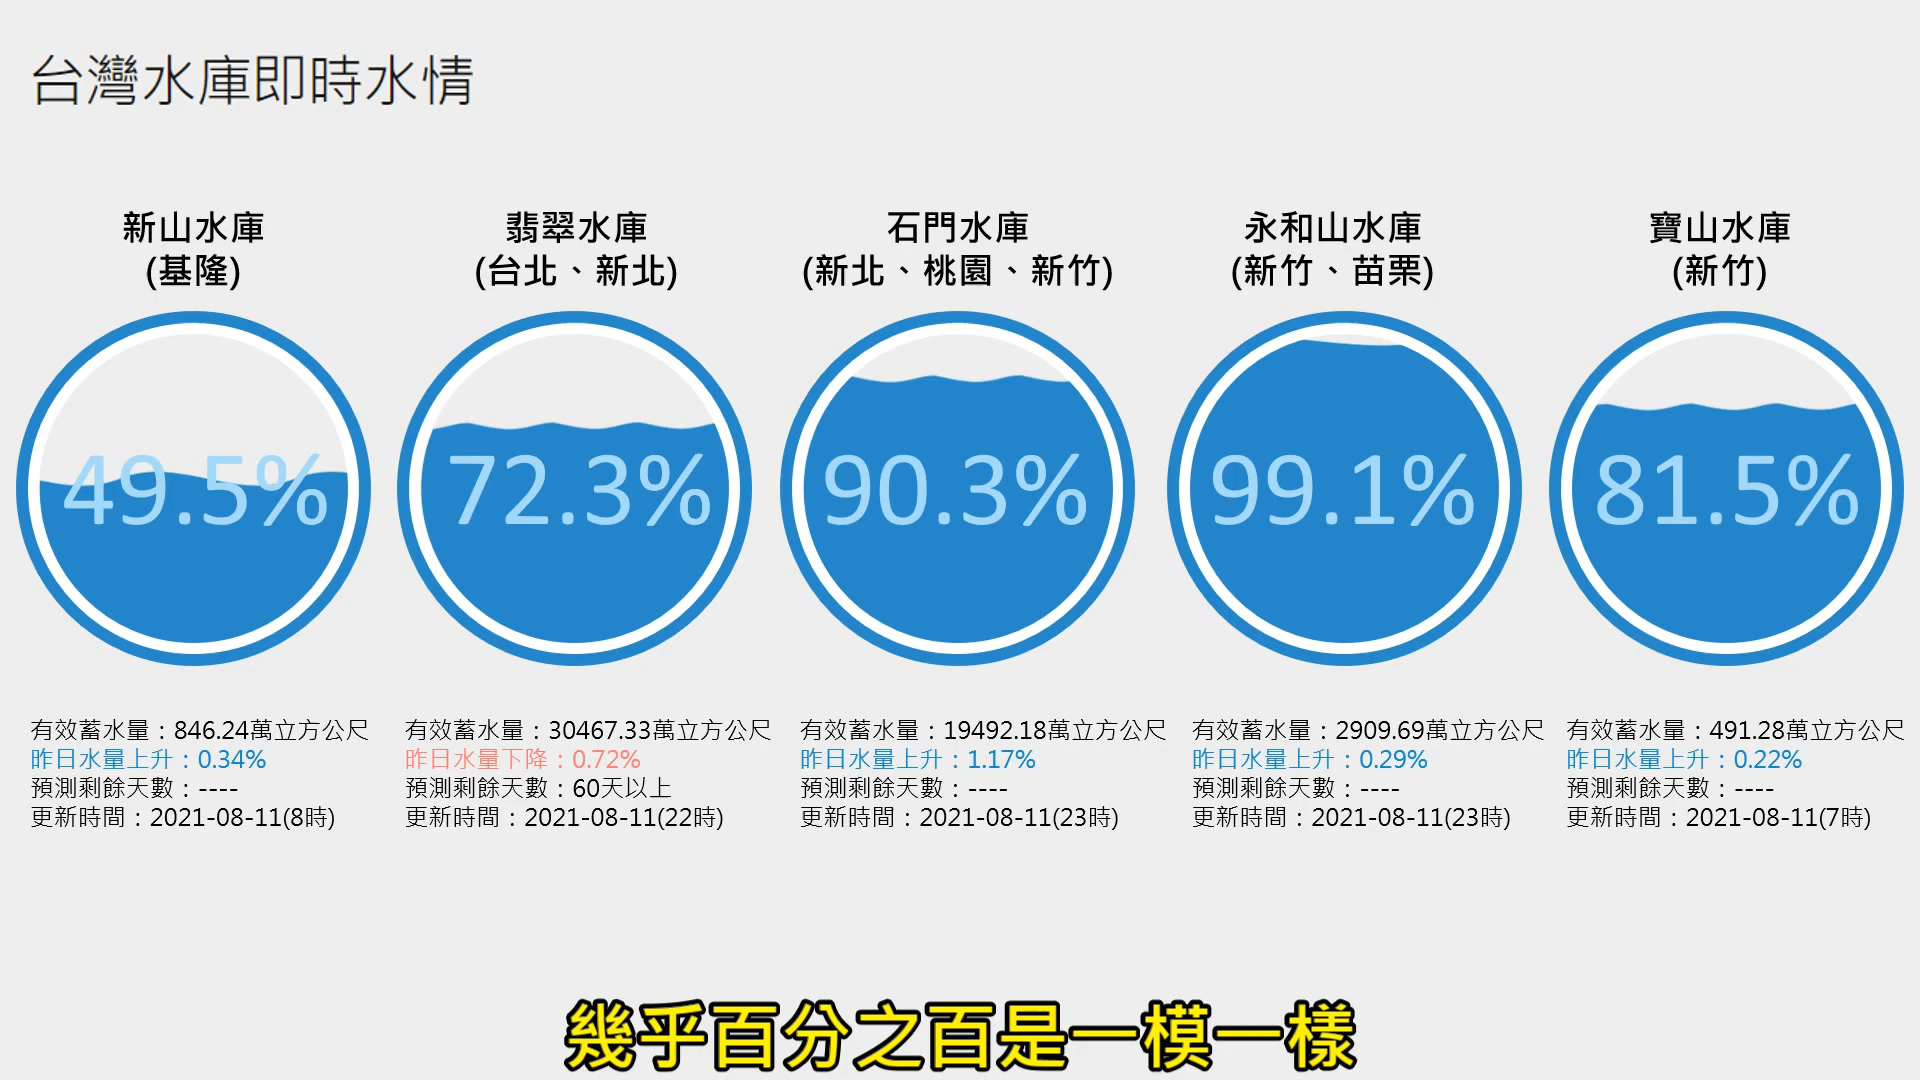 台灣水庫即時水情
新山水庫
(基隆)
49.5%
有效蓄水量：846.24萬立方公尺
昨日水量上升：0.34%
預測剩餘天數：----
更新時間：2021-08-11(8時)
翡翠水庫
(台北、新北)
72.3%
有效蓄水量：30467.33萬立方公尺
昨日水量下降：0.72%
預測剩餘天數：60天以上
更新時間：2021-08-11(22時)
石門水庫
(新北、桃園、新竹)
90.3%
有效蓄水量：19492.18萬立方公尺
昨日水量上升：1.17%
預測剩餘天數：----
更新時間：2021-08-11(23時)
永和山水庫
(新竹、苗栗)
99.1%
有效蓄水量：2909.69萬立方公尺
昨日水量上升：0.29%
預測剩餘天數：----
更新時間：2021-08-11(23時)
寶山水庫
(新竹)
81.5%
有效蓄水量：491.28萬立方公尺
昨日水量上升：0.22%
預測剩餘天數：----
更新時間：2021-08-11(7時)
幾乎百分之百是一模一樣